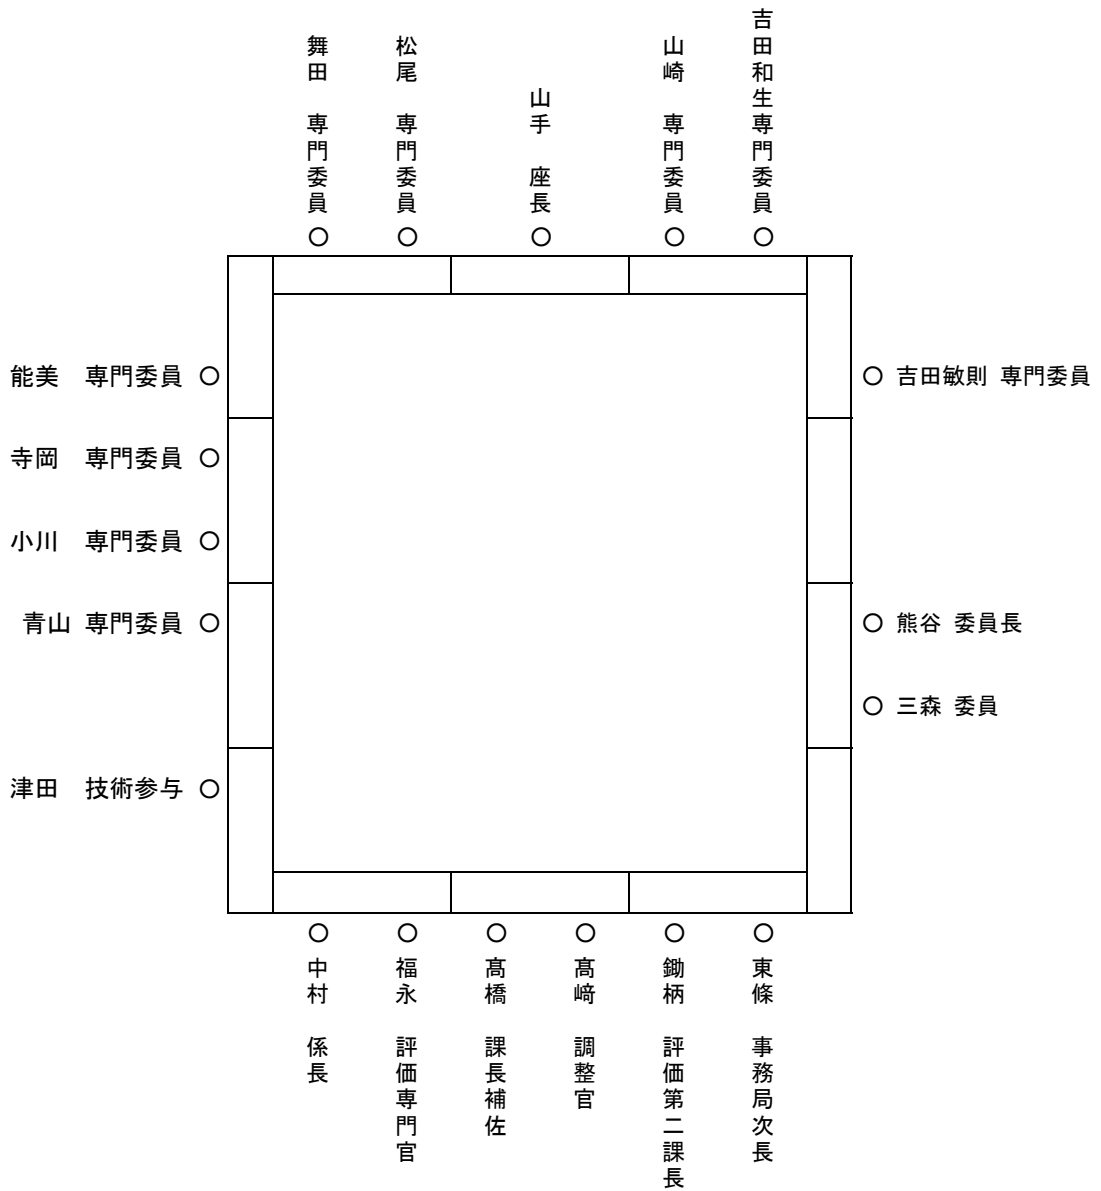 舞田　専門委員
松尾　専門委員
山手　座長
山崎　専門委員
吉田和生専門委員
能美　専門委員
吉田敏則 専門委員
寺岡　専門委員
小川　専門委員
青山 専門委員
熊谷 委員長
三森 委員
津田　技術参与
中村　係長
福永　評価専門官
髙橋　課長補佐
髙﨑　調整官
鋤柄　評価第二課長
東條　事務局次長